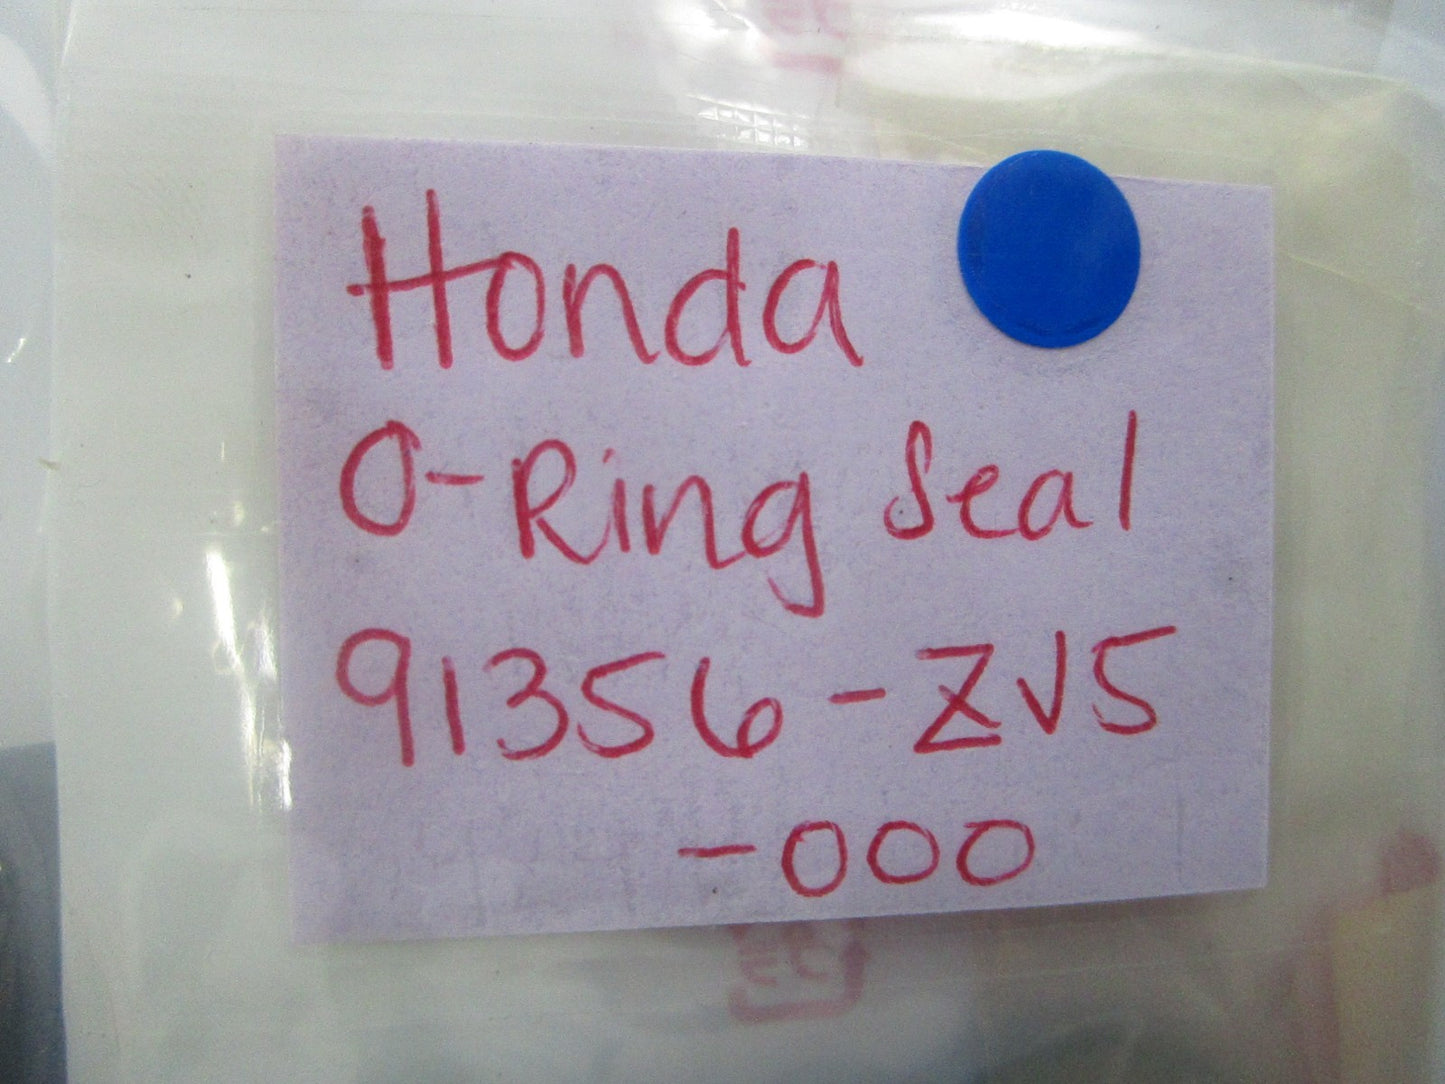 Honda
O-Ring Seal
91356-ZV5
-000